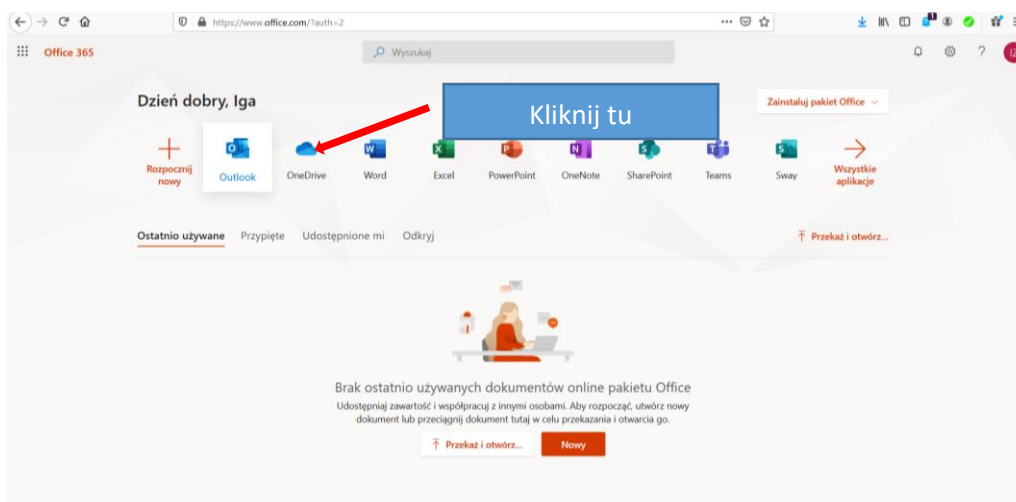 https://www.office.com/?auth=2
Office 365
Wyszukaj
?
Dzień dobry, Iga
Kliknij tu
Zainstaluj pakiet Office
Rozpocznij
nowy
Outlook
OneDrive
Word
Excel
PowerPoint
OneNote
SharePoint
Teams
Sway
Wszystkie
aplikacje
Ostatnio używane Przypięte Udostępnione mi Odkryj
Przekaż i otwórz...
Brak ostatnio używanych dokumentów online pakietu Office
Udostępniaj zawartość i współpracuj z innymi osobami. Aby rozpocząć, utwórz nowy
dokument lub przeciągnij dokument tutaj w celu przekazania i otwarcia go.
Przekaż i otwórz...
Nowy